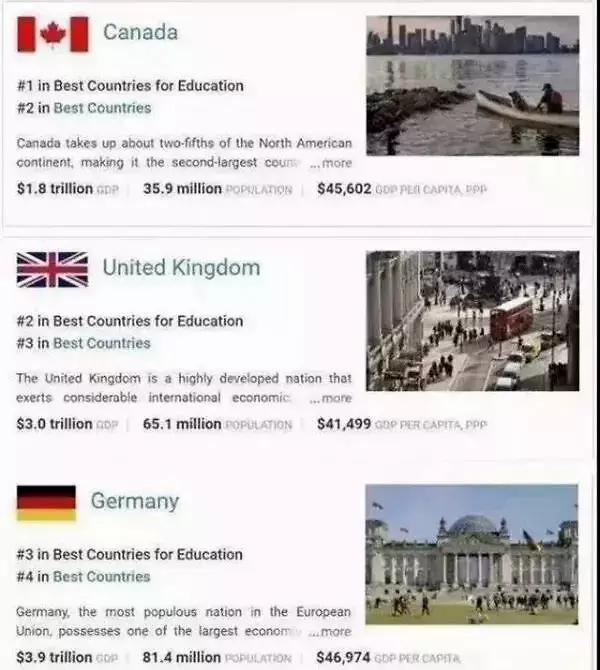 Canada
#1 in Best Countries for Education
#2 in Best Countries
Canada takes up about two-fifths of the North American
continent, making it the second-largest coun ...more
$1.8 trillion GDP 35.9 million POPULATION $45,602 GDP PER CAPITA, PPP
United Kingdom
#2 in Best Countries for Education
#3 in Best Countries
The United Kingdom is a highly developed nation that
exerts considerable international economic ...more
$3.0 trillion GDP 65.1 million POPULATION $41,499 GDP PER CAPITA, PPP
Germany
#3 in Best Countries for Education
#4 in Best Countries
Germany, the most populous nation in the European
Union, possesses one of the largest econom ...more
$3.9 trillion GDP 81.4 million POPULATION $46,974 GDP PER CAPITA